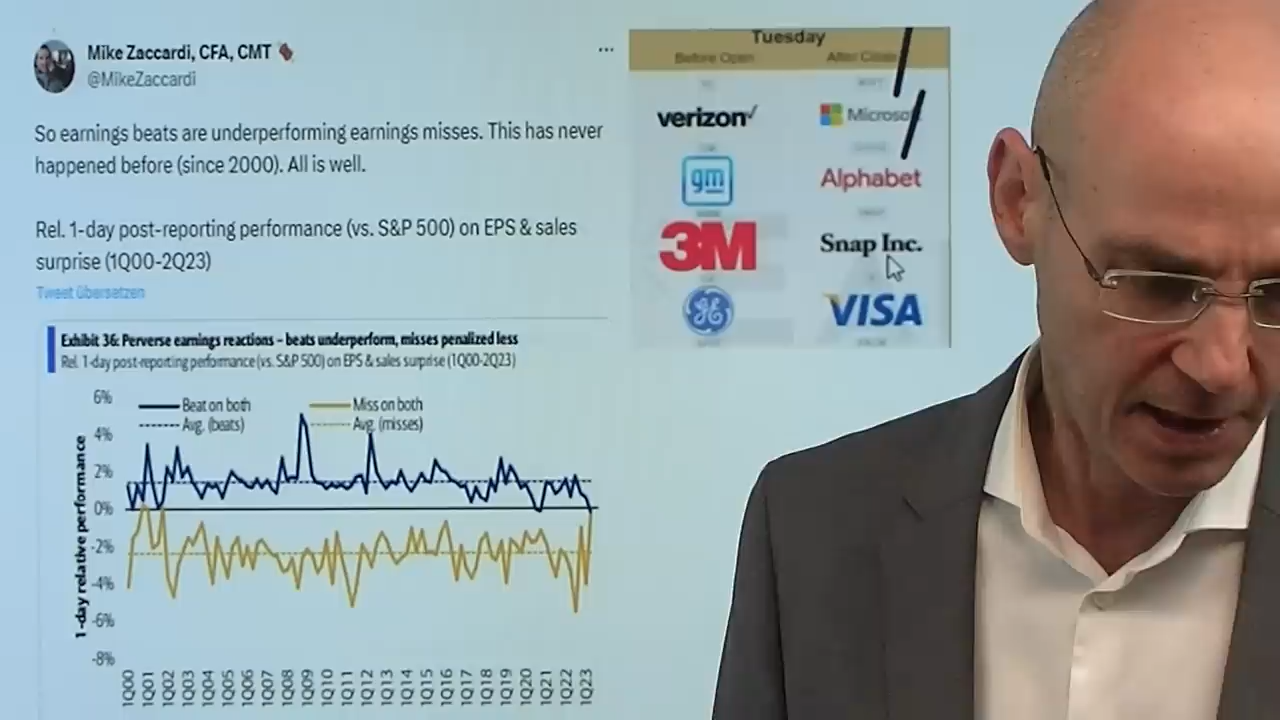 Mike Zaccardi, CFA, CMT
@MikeZaccardi
So earnings beats are underperforming earnings misses. This has never
happened before (since 2000). All is well.
Rel. 1-day post-reporting performance (vs. S&P 500) on EPS & sales
surprise (1Q00-2Q23)
Tweet übersetzen
Exhibit 36: Perverse earnings reactions – beats underperform, misses penalized less
Rel. 1-day post-reporting performance (vs. S&P 500) on EPS & sales surprise (1Q00-2Q23)
Beat on both
Miss on both
Avg. (beats)
Avg. (misses)
1-day relative performance
6%
4%
2%
0%
-2%
-4%
-6%
-8%
1Q00 1Q01 1Q02 1Q03 1Q04 1Q05 1Q06 1Q07 1Q08 1Q09 1Q10 1Q11 1Q12 1Q13 1Q14 1Q15 1Q16 1Q17 1Q18 1Q19 1Q20 1Q21 1Q22 1Q23
Tuesday
Before Open After Close
verizon Microsoft
gm Alphabet
3M Snap Inc.
GE VISA